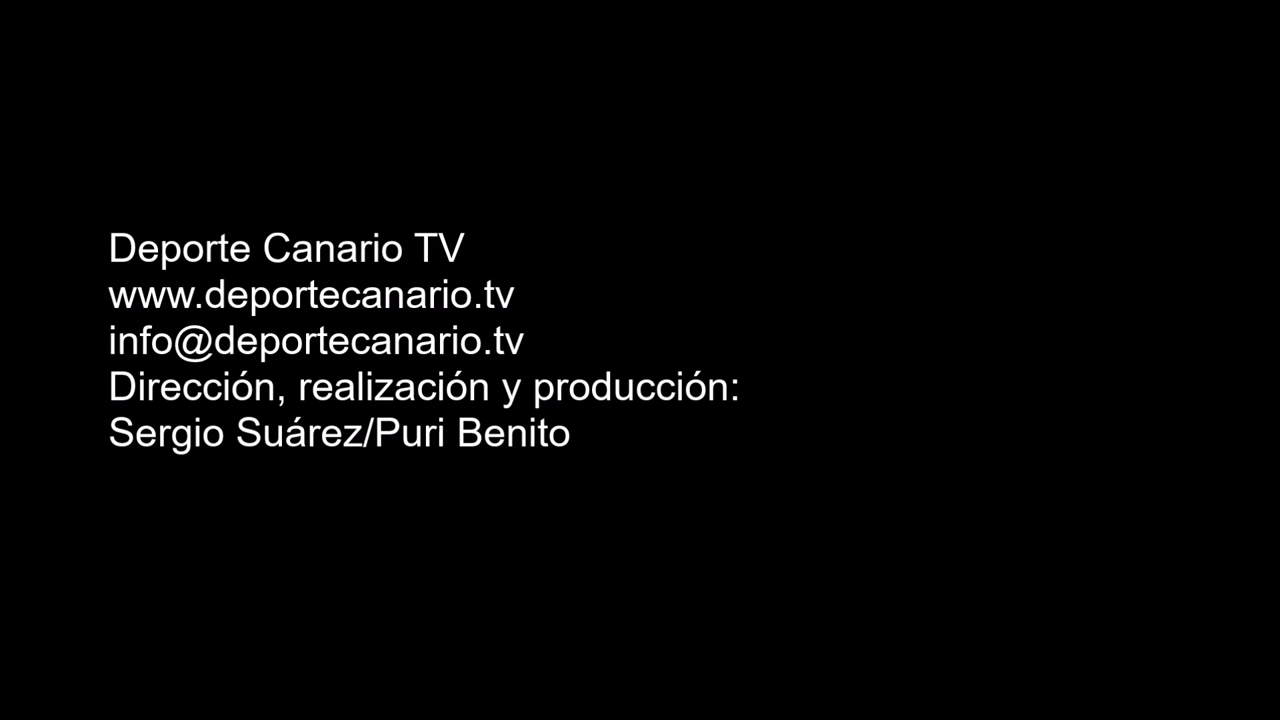 Deporte Canario TV
www.deportecanario.tv
info@deportecanario.tv
Dirección, realización y producción:
Sergio Suárez/Puri Benito